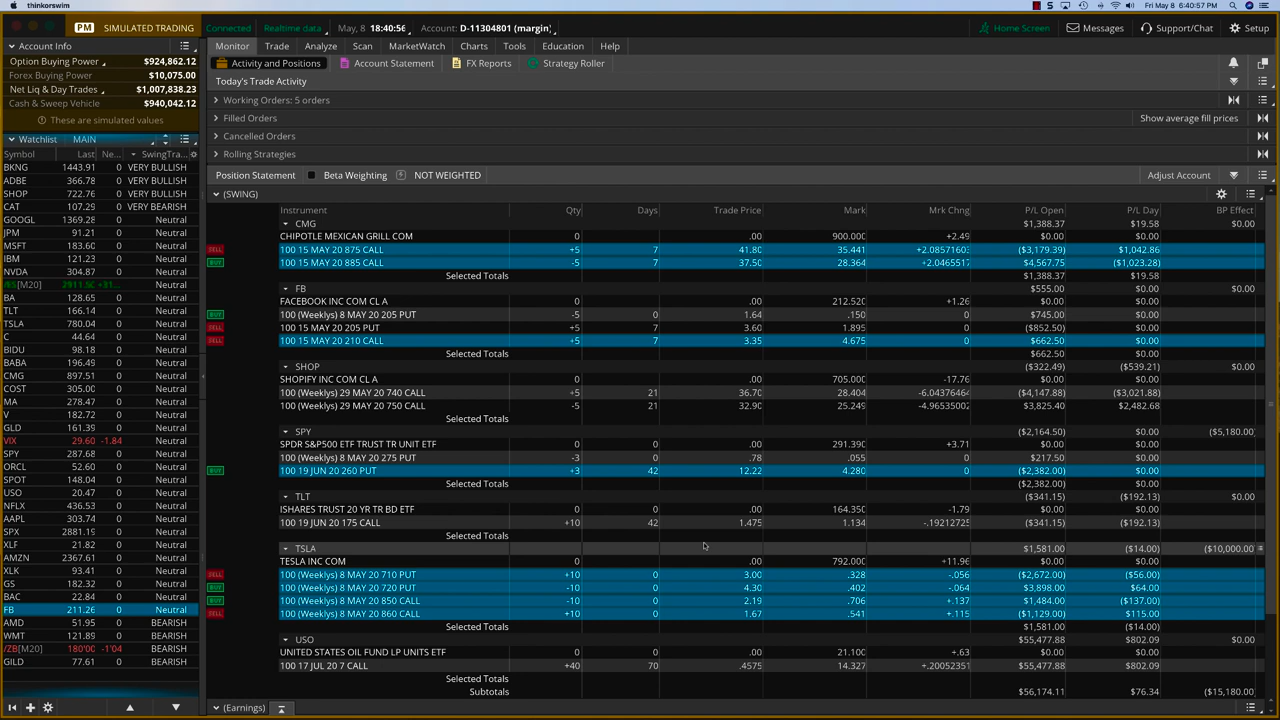 thinkorswim
Fri May 8 6:40:57 PM
PM SIMULATED TRADING Connected Realtime data May, 8 18:40:56 Account: D-11304801 (margin) Home Screen Messages Support/Chat Setup
Account Info
Option Buying Power $924,862.12
Forex Buying Power $10,075.00
Net Liq & Day Trades $1,007,838.23
Cash & Sweep Vehicle $940,042.12
These are simulated values
Watchlist MAIN
Symbol Last Ne... SwingTra...
BKNG 1443.91 0 VERY BULLISH
ADBE 366.78 0 VERY BULLISH
SHOP 722.76 0 VERY BULLISH
CAT 107.29 0 VERY BEARISH
GOOGL 1369.28 0 Neutral
JPM 91.21 0 Neutral
MSFT 183.60 0 Neutral
IBM 121.23 0 Neutral
NVDA 304.87 0 Neutral
[M20] Neutral
BA 128.65 0 Neutral
TLT 166.14 0 Neutral
TSLA 780.04 0 Neutral
C 44.64 0 Neutral
BIDU 98.18 0 Neutral
BABA 196.49 0 Neutral
CMG 897.51 0 Neutral
COST 305.00 0 Neutral
MA 278.47 0 Neutral
V 182.72 0 Neutral
GLD 161.39 0 Neutral
VIX 29.60 -1.84 Neutral
SPY 287.68 0 Neutral
ORCL 52.60 0 Neutral
SPOT 148.04 0 Neutral
USO 20.47 0 Neutral
NFLX 436.53 0 Neutral
AAPL 303.74 0 Neutral
SPX 2881.19 0 Neutral
XLF 21.82 0 Neutral
AMZN 2367.61 0 Neutral
XLK 93.41 0 Neutral
GS 182.32 0 Neutral
BAC 22.84 0 Neutral
FB 211.26 0 Neutral
AMD 51.95 0 BEARISH
WMT 121.89 0 BEARISH
/ZB[M20] 180'00 -1'04 BEARISH
GILD 77.61 0 BEARISH
Monitor Trade Analyze Scan MarketWatch Charts Tools Education Help
Activity and Positions Account Statement FX Reports Strategy Roller
Today's Trade Activity
Working Orders: 5 orders
Filled Orders Show average fill prices
Cancelled Orders
Rolling Strategies
Position Statement Beta Weighting NOT WEIGHTED Adjust Account
(SWING)
Instrument Qty Days Trade Price Mark Mrk Chng P/L Open P/L Day BP Effect
CMG $1,388.37 $19.58 $0.00
CHIPOTLE MEXICAN GRILL COM 0 .00 900.000 +2.49 $0.00 $0.00
SELL 100 15 MAY 20 875 CALL +5 7 41.80 35.441 +2.0857160 ($3,179.39) $1,042.86
BUY 100 15 MAY 20 885 CALL -5 7 37.50 28.364 +2.0465517 $4,567.75 ($1,023.28)
Selected Totals $1,388.37 $19.58
FB $555.00 $0.00 $0.00
FACEBOOK INC COM CL A 0 .00 212.520 +1.26 $0.00 $0.00
BUY 100 (Weeklys) 8 MAY 20 205 PUT -5 0 1.64 .150 0 $745.00 $0.00
SELL 100 15 MAY 20 205 PUT +5 7 3.60 1.895 0 ($852.50) $0.00
SELL 100 15 MAY 20 210 CALL +5 7 3.35 4.675 0 $662.50 $0.00
Selected Totals $662.50 $0.00
SHOP ($322.49) ($539.21) $0.00
SHOPIFY INC COM CL A 0 .00 705.000 -17.76 $0.00 $0.00
100 (Weeklys) 29 MAY 20 740 CALL +5 21 36.70 28.404 -6.04376464 ($4,147.88) ($3,021.88)
100 (Weeklys) 29 MAY 20 750 CALL -5 21 32.90 25.249 -4.96535002 $3,825.40 $2,482.68
Selected Totals
SPY ($2,164.50) $0.00 ($5,180.00)
SPDR S&P500 ETF TRUST TR UNIT ETF 0 .00 291.390 +3.71 $0.00 $0.00
100 (Weeklys) 8 MAY 20 275 PUT -3 0 .78 .055 0 $217.50 $0.00
BUY 100 19 JUN 20 260 PUT +3 42 12.22 4.280 0 ($2,382.00) $0.00
Selected Totals ($2,382.00) $0.00
TLT ($341.15) ($192.13) $0.00
ISHARES TRUST 20 YR TR BD ETF 0 .00 164.350 -1.79 $0.00 $0.00
100 19 JUN 20 175 CALL +10 42 1.475 1.134 -.19212725 ($341.15) ($192.13)
Selected Totals
TSLA $1,581.00 ($14.00) ($10,000.00)
TESLA INC COM 0 .00 792.000 +11.96 $0.00 $0.00
SELL 100 (Weeklys) 8 MAY 20 710 PUT +10 0 3.00 .328 -.056 ($2,672.00) ($56.00)
BUY 100 (Weeklys) 8 MAY 20 720 PUT -10 0 4.30 .402 -.064 $3,898.00 $64.00
BUY 100 (Weeklys) 8 MAY 20 850 CALL -10 0 2.19 .706 +.137 $1,484.00 ($137.00)
SELL 100 (Weeklys) 8 MAY 20 860 CALL +10 0 1.67 .541 +.115 ($1,129.00) $115.00
Selected Totals $1,581.00 ($14.00)
USO $55,477.88 $802.09 $0.00
UNITED STATES OIL FUND LP UNITS ETF 0 .00 21.100 +.63 $0.00 $0.00
100 17 JUL 20 7 CALL +40 70 .4575 14.327 +.20052351 $55,477.88 $802.09
Selected Totals
Subtotals $56,174.11 $76.34 ($15,180.00)
(Earnings)